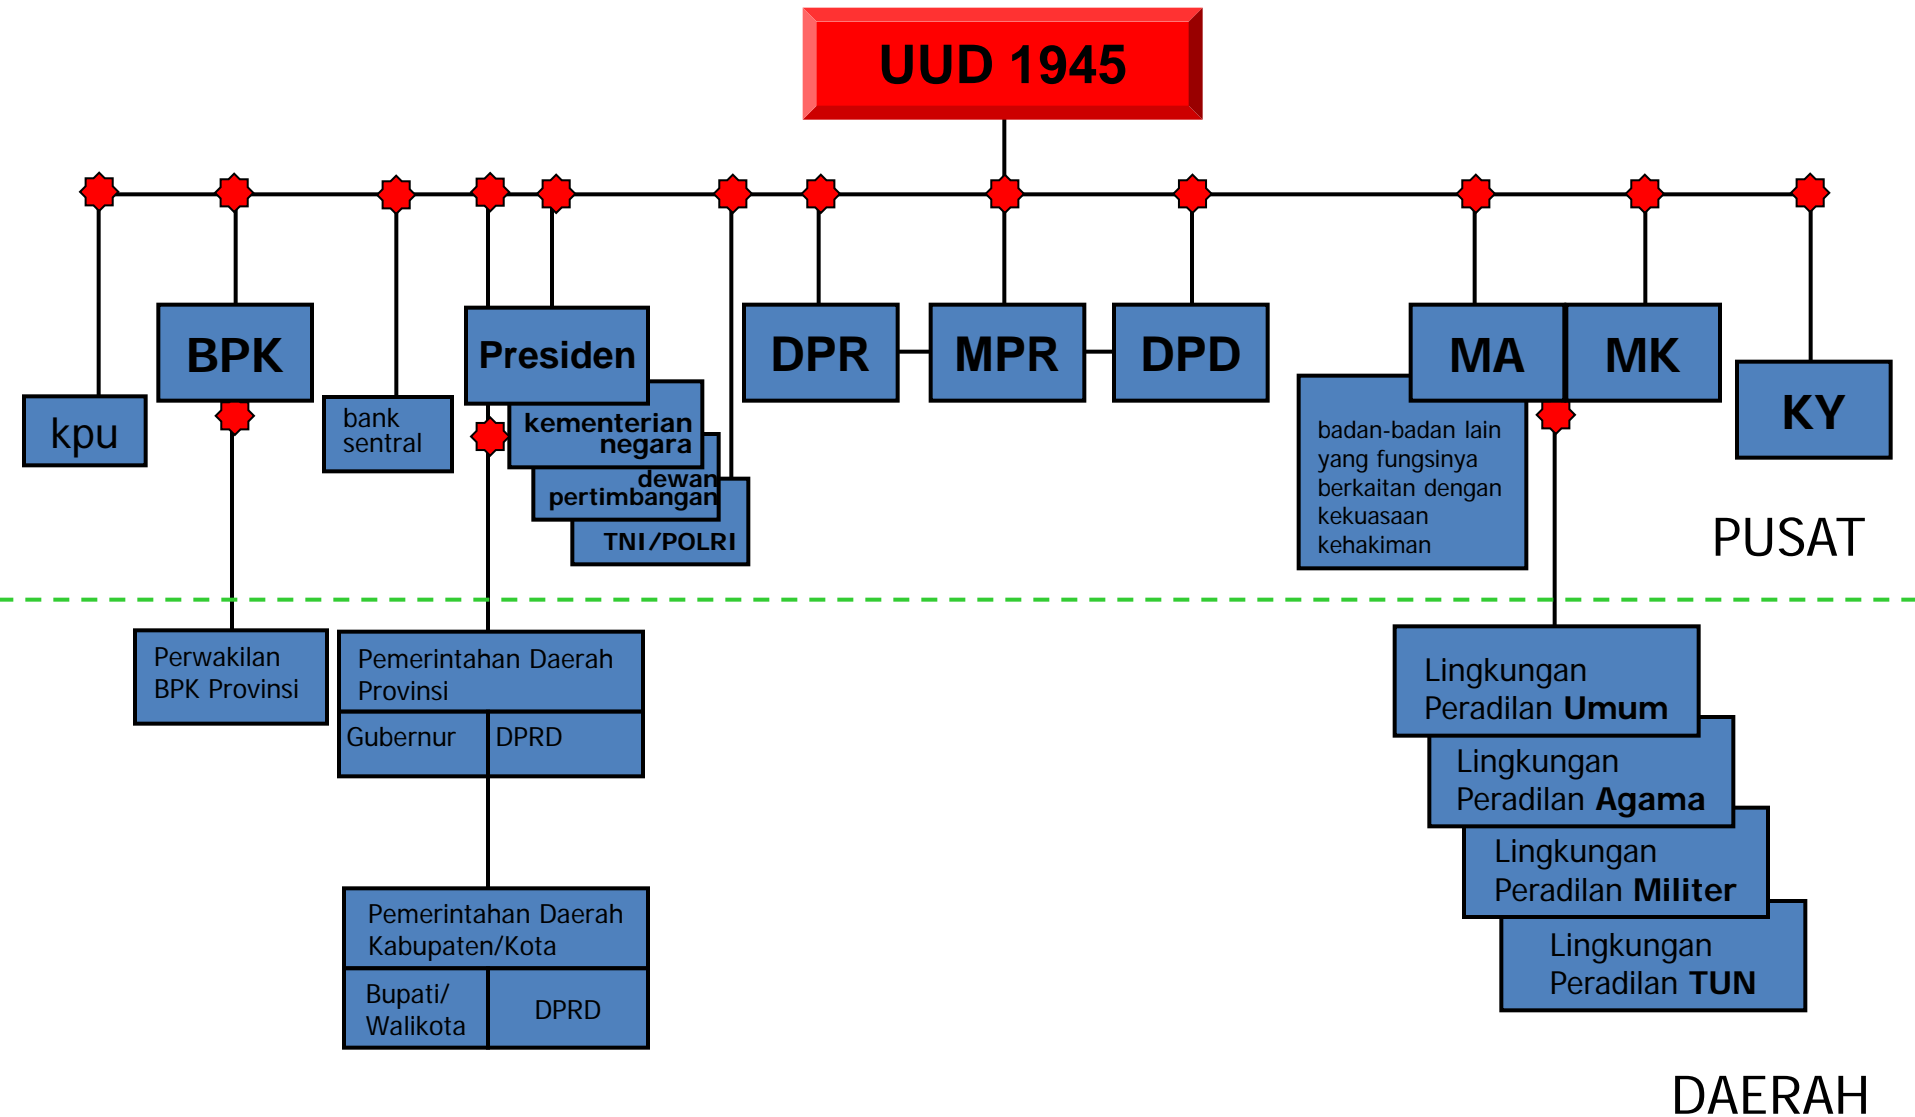 UUD 1945
kpu
BPK
bank
sentral
Presiden
kementerian
negara
dewan
pertimbangan
TNI/POLRI
DPR
MPR
DPD
MA
MK
KY
badan-badan lain
yang fungsinya
berkaitan dengan
kekuasaan
kehakiman
PUSAT
Perwakilan
BPK Provinsi
Pemerintahan Daerah
Provinsi
Gubernur
DPRD
Pemerintahan Daerah
Kabupaten/Kota
Bupati/
Walikota
DPRD
Lingkungan
Peradilan Umum
Lingkungan
Peradilan Agama
Lingkungan
Peradilan Militer
Lingkungan
Peradilan TUN
DAERAH